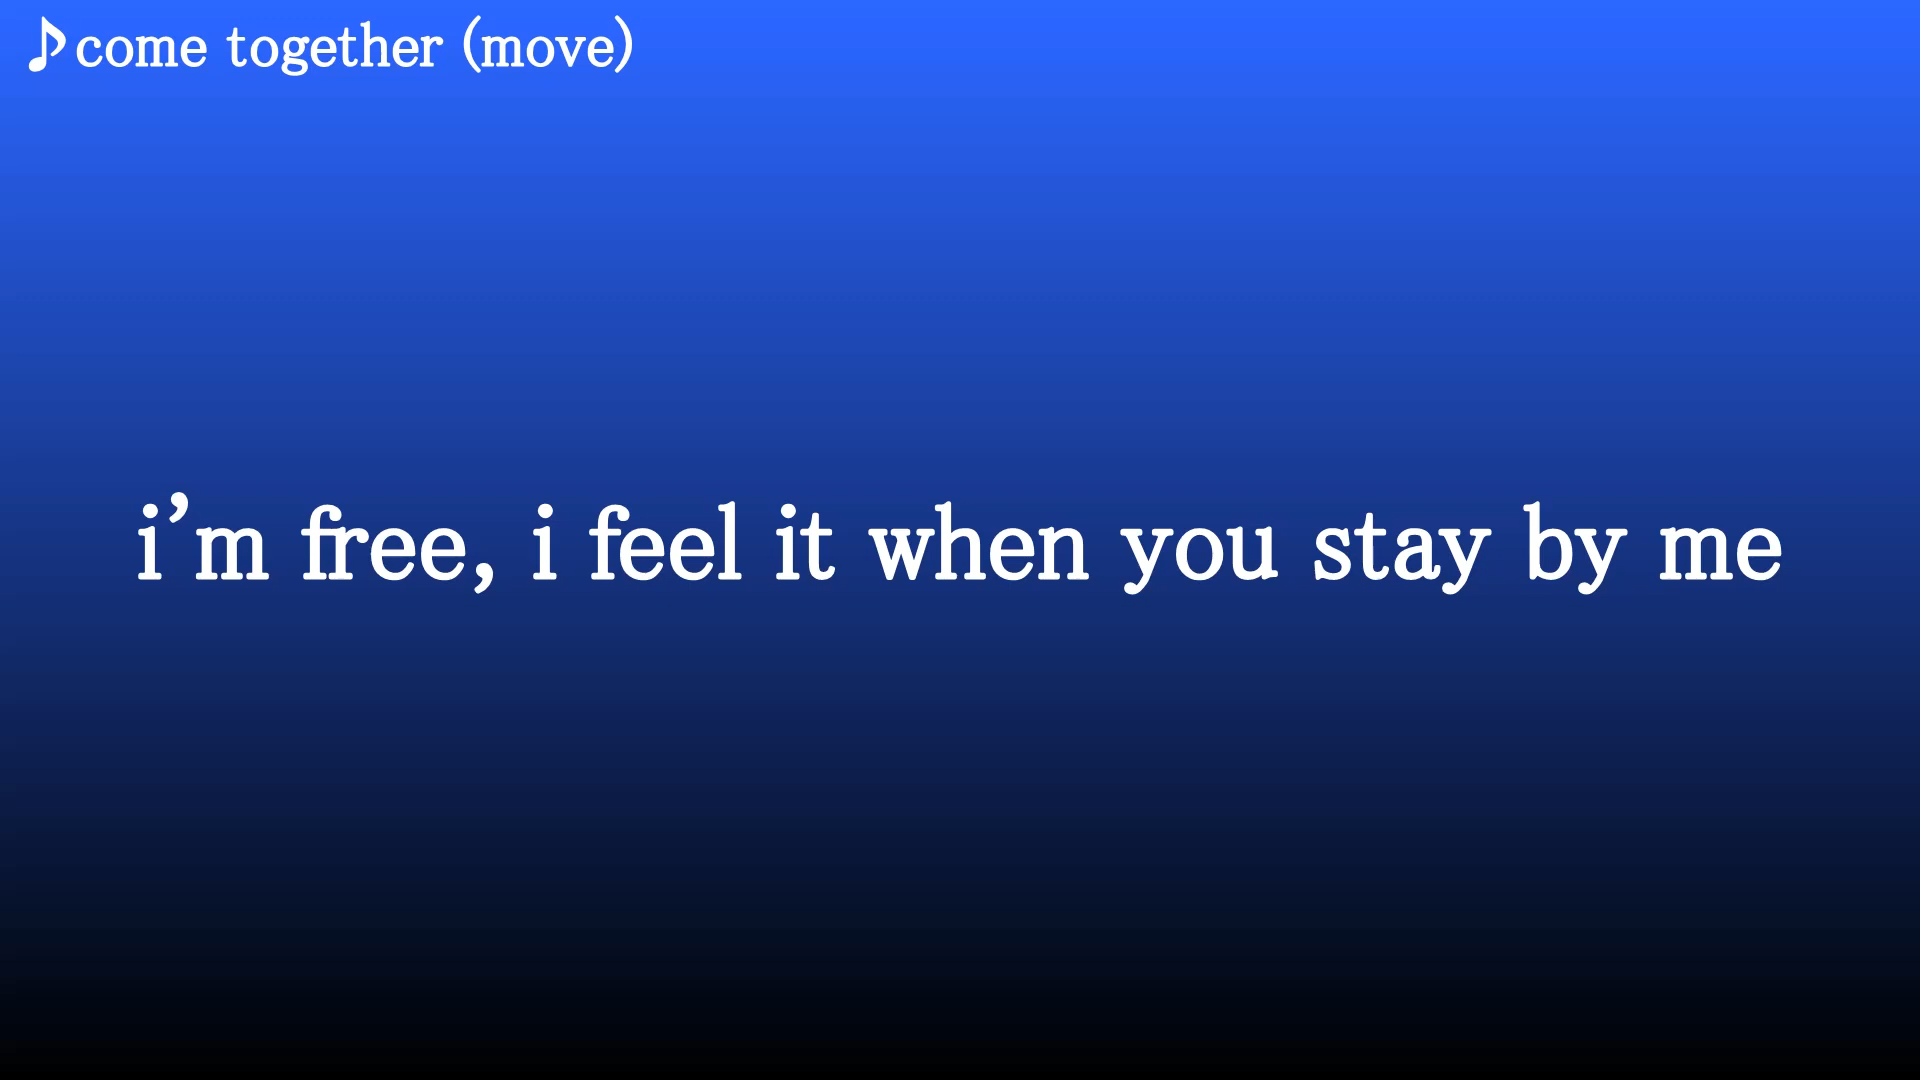 ♪come together (move)
i’m free, i feel it when you stay by me